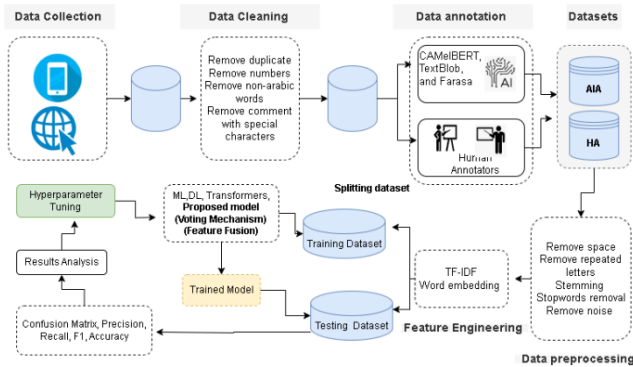 Data Collection
Data Cleaning
Data annotation
Datasets
Remove duplicate
Remove numbers
Remove non-arabic
words
Remove comment
with special
characters
CAMelBERT,
TextBlob,
and Farasa
AI
Human
Annotators
AIA
HA
Hyperparameter
Tuning
ML,DL, Transformers,
Proposed model
(Voting Mechanism)
(Feature Fusion)
Splitting dataset
Training Dataset
Results Analysis
Trained Model
TF-IDF
Word embedding
Remove space
Remove repeated
letters
Stemming
Stopwords removal
Remove noise
Confusion Matrix, Precision,
Recall, F1, Accuracy
Testing Dataset
Feature Engineering
Data preprocessing